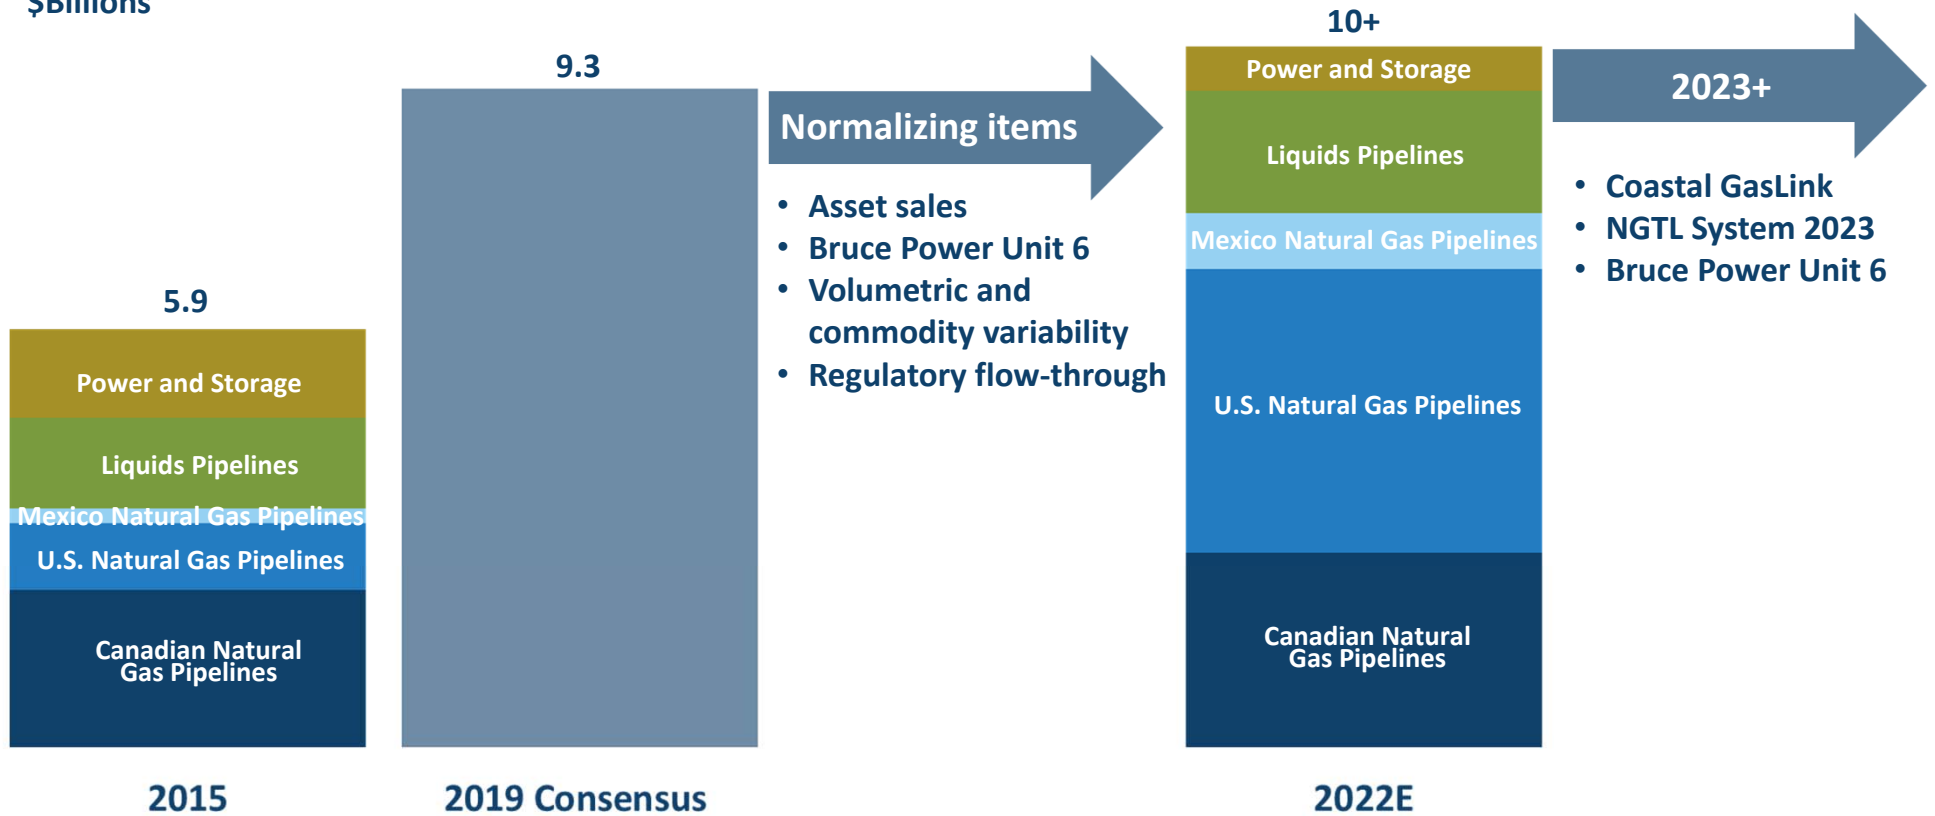 $Billions
5.9
Power and Storage
Liquids Pipelines
Mexico Natural Gas Pipelines
U.S. Natural Gas Pipelines
Canadian Natural
Gas Pipelines
2015
9.3
2019 Consensus
Normalizing items
• Asset sales
• Bruce Power Unit 6
• Volumetric and
commodity variability
• Regulatory flow-through
10+
Power and Storage
Liquids Pipelines
Mexico Natural Gas Pipelines
U.S. Natural Gas Pipelines
Canadian Natural
Gas Pipelines
2022E
2023+
• Coastal GasLink
• NGTL System 2023
• Bruce Power Unit 6